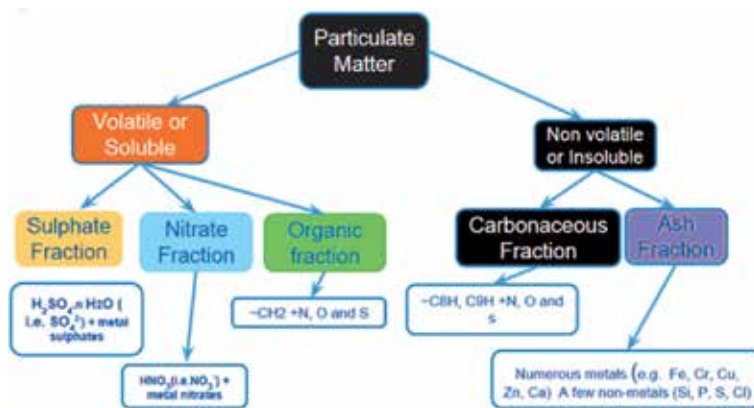 Particulate
Matter
Volatile or
Soluble
Non volatile
or Insoluble
Sulphate
Fraction
Nitrate
Fraction
Organic
fraction
Carbonaceous
Fraction
Ash
Fraction
H₂SO₄.n H2O (
i.e. SO₄²⁻) + metal
sulphates
~CH2 +N, O and S
~C8H, C9H +N, O and
s
HNO₃(i.e.NO₃⁻) +
metal nitrates
Numerous metals (e.g. Fe, Cr, Cu,
Zn, Ca) A few non-metals (Si, P, S, Cl)